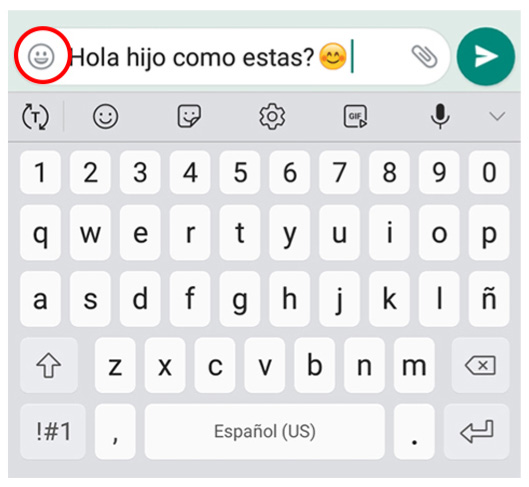 Hola hijo como estas?😊
T
GIF
1 2 3 4 5 6 7 8 9 0
q w e r t y u i o p
a s d f g h j k l ñ
z x c v b n m
!#1 , Español (US) .